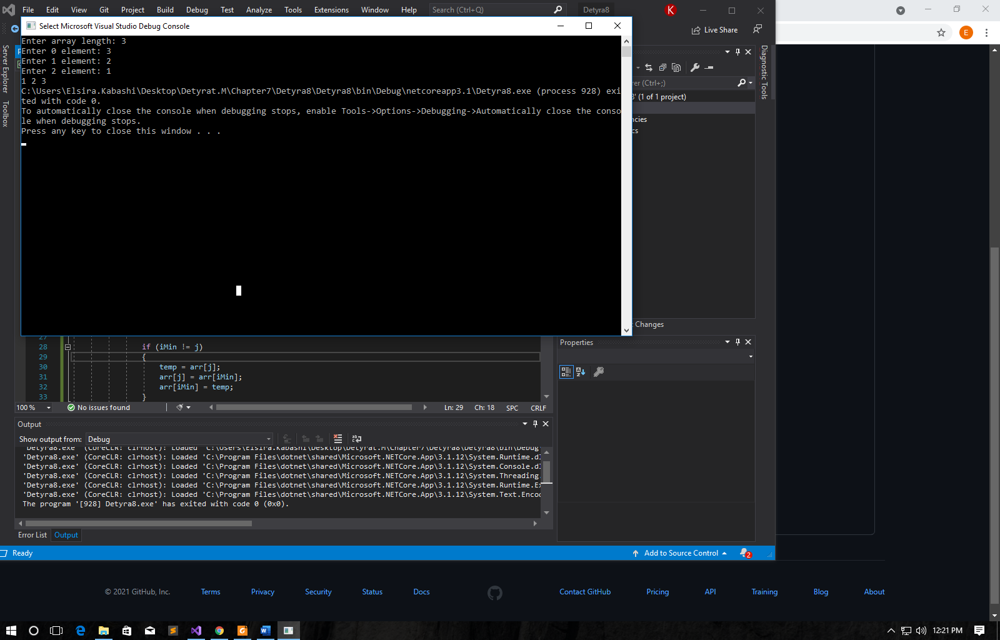 File Edit View Git Project Build Debug Test Analyze Tools Extensions Window Help Search (Ctrl+Q) Detyra8 K
Select Microsoft Visual Studio Debug Console
Live Share
E
Server Explorer
Toolbox
Diagnostic Tools
Enter array length: 3
Enter 0 element: 3
Enter 1 element: 2
Enter 2 element: 1
1 2 3
C:\Users\Elsira.Kabashi\Desktop\Detyrat.M\Chapter7\Detyra8\Detyra8\bin\Debug\netcoreapp3.1\Detyra8.exe (process 928) exi
ted with code 0.
To automatically close the console when debugging stops, enable Tools->Options->Debugging->Automatically close the conso
le when debugging stops.
Press any key to close this window . . .
rer (Ctrl+;)
8' (1 of 1 project)
ncies
cs
Changes
27
28 if (iMin != j)
29 {
30 temp = arr[j];
31 arr[j] = arr[iMin];
32 arr[iMin] = temp;
33 }
100 % No issues found Ln: 29 Ch: 18 SPC CRLF
Properties
Output
Show output from: Debug
'Detyra8.exe' (CoreCLR: clrhost): Loaded 'C:\Users\Elsira.Kabashi\Desktop\Detyrat.M\Chapter7\Detyra8\Detyra8\bin\Debug
'Detyra8.exe' (CoreCLR: clrhost): Loaded 'C:\Program Files\dotnet\shared\Microsoft.NETCore.App\3.1.12\System.Runtime.d
'Detyra8.exe' (CoreCLR: clrhost): Loaded 'C:\Program Files\dotnet\shared\Microsoft.NETCore.App\3.1.12\System.Console.d
'Detyra8.exe' (CoreCLR: clrhost): Loaded 'C:\Program Files\dotnet\shared\Microsoft.NETCore.App\3.1.12\System.Threading.
'Detyra8.exe' (CoreCLR: clrhost): Loaded 'C:\Program Files\dotnet\shared\Microsoft.NETCore.App\3.1.12\System.Runtime.Ex
'Detyra8.exe' (CoreCLR: clrhost): Loaded 'C:\Program Files\dotnet\shared\Microsoft.NETCore.App\3.1.12\System.Text.Enco
The program '[928] Detyra8.exe' has exited with code 0 (0x0).
Error List Output
Ready Add to Source Control 2
© 2021 GitHub, Inc. Terms Privacy Security Status Docs Contact GitHub Pricing API Training Blog About
12:21 PM